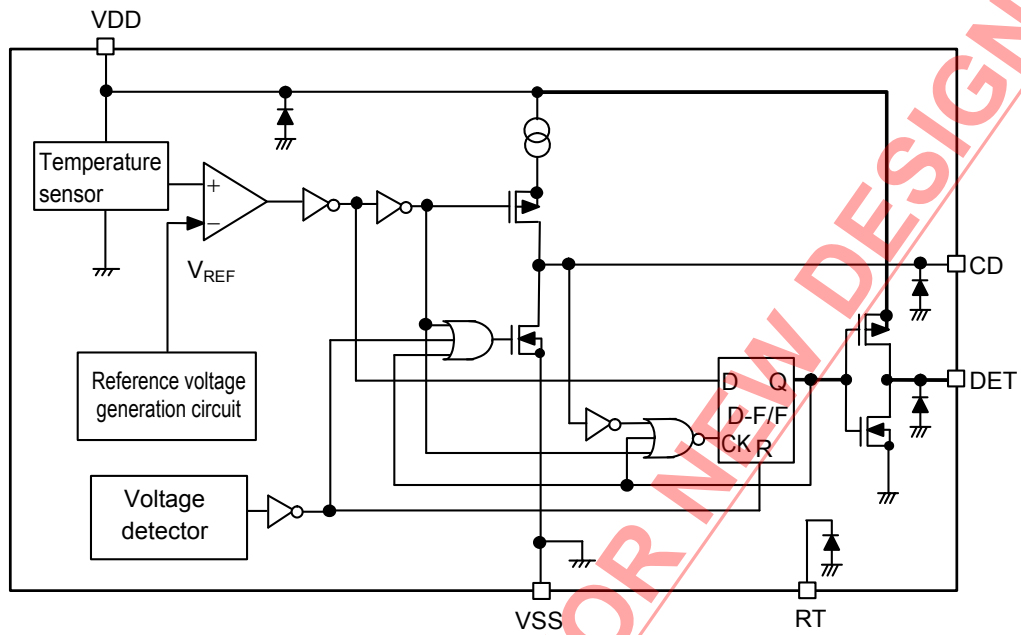 VDD
Temperature
sensor
+
−
VREF
CD
Reference voltage
generation circuit
D Q
D-F/F
CK R
DET
Voltage
detector
VSS
RT
OR NEW DESIGN